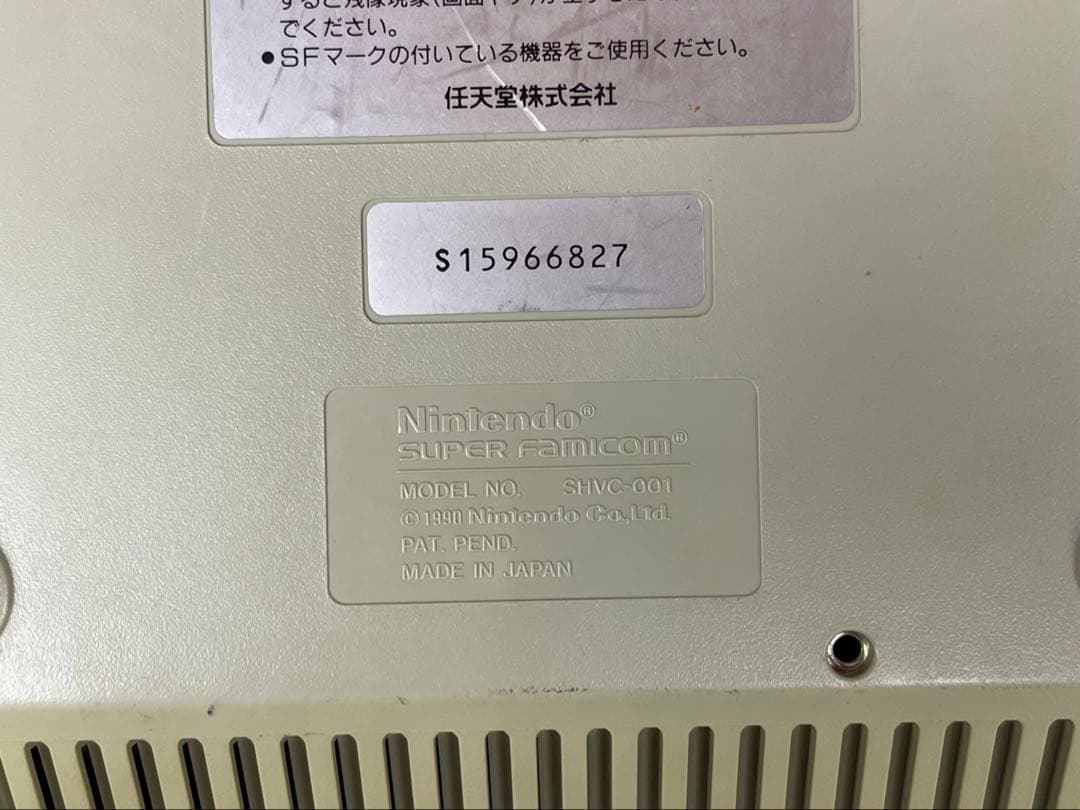 でください。
●SFマークの付いている機器をご使用ください。
任天堂株式会社
S15966827
Nintendo®
SUPER FAMICOM®
MODEL NO. SHVC-001
©1990 Nintendo Co.,Ltd.
PAT. PEND.
MADE IN JAPAN